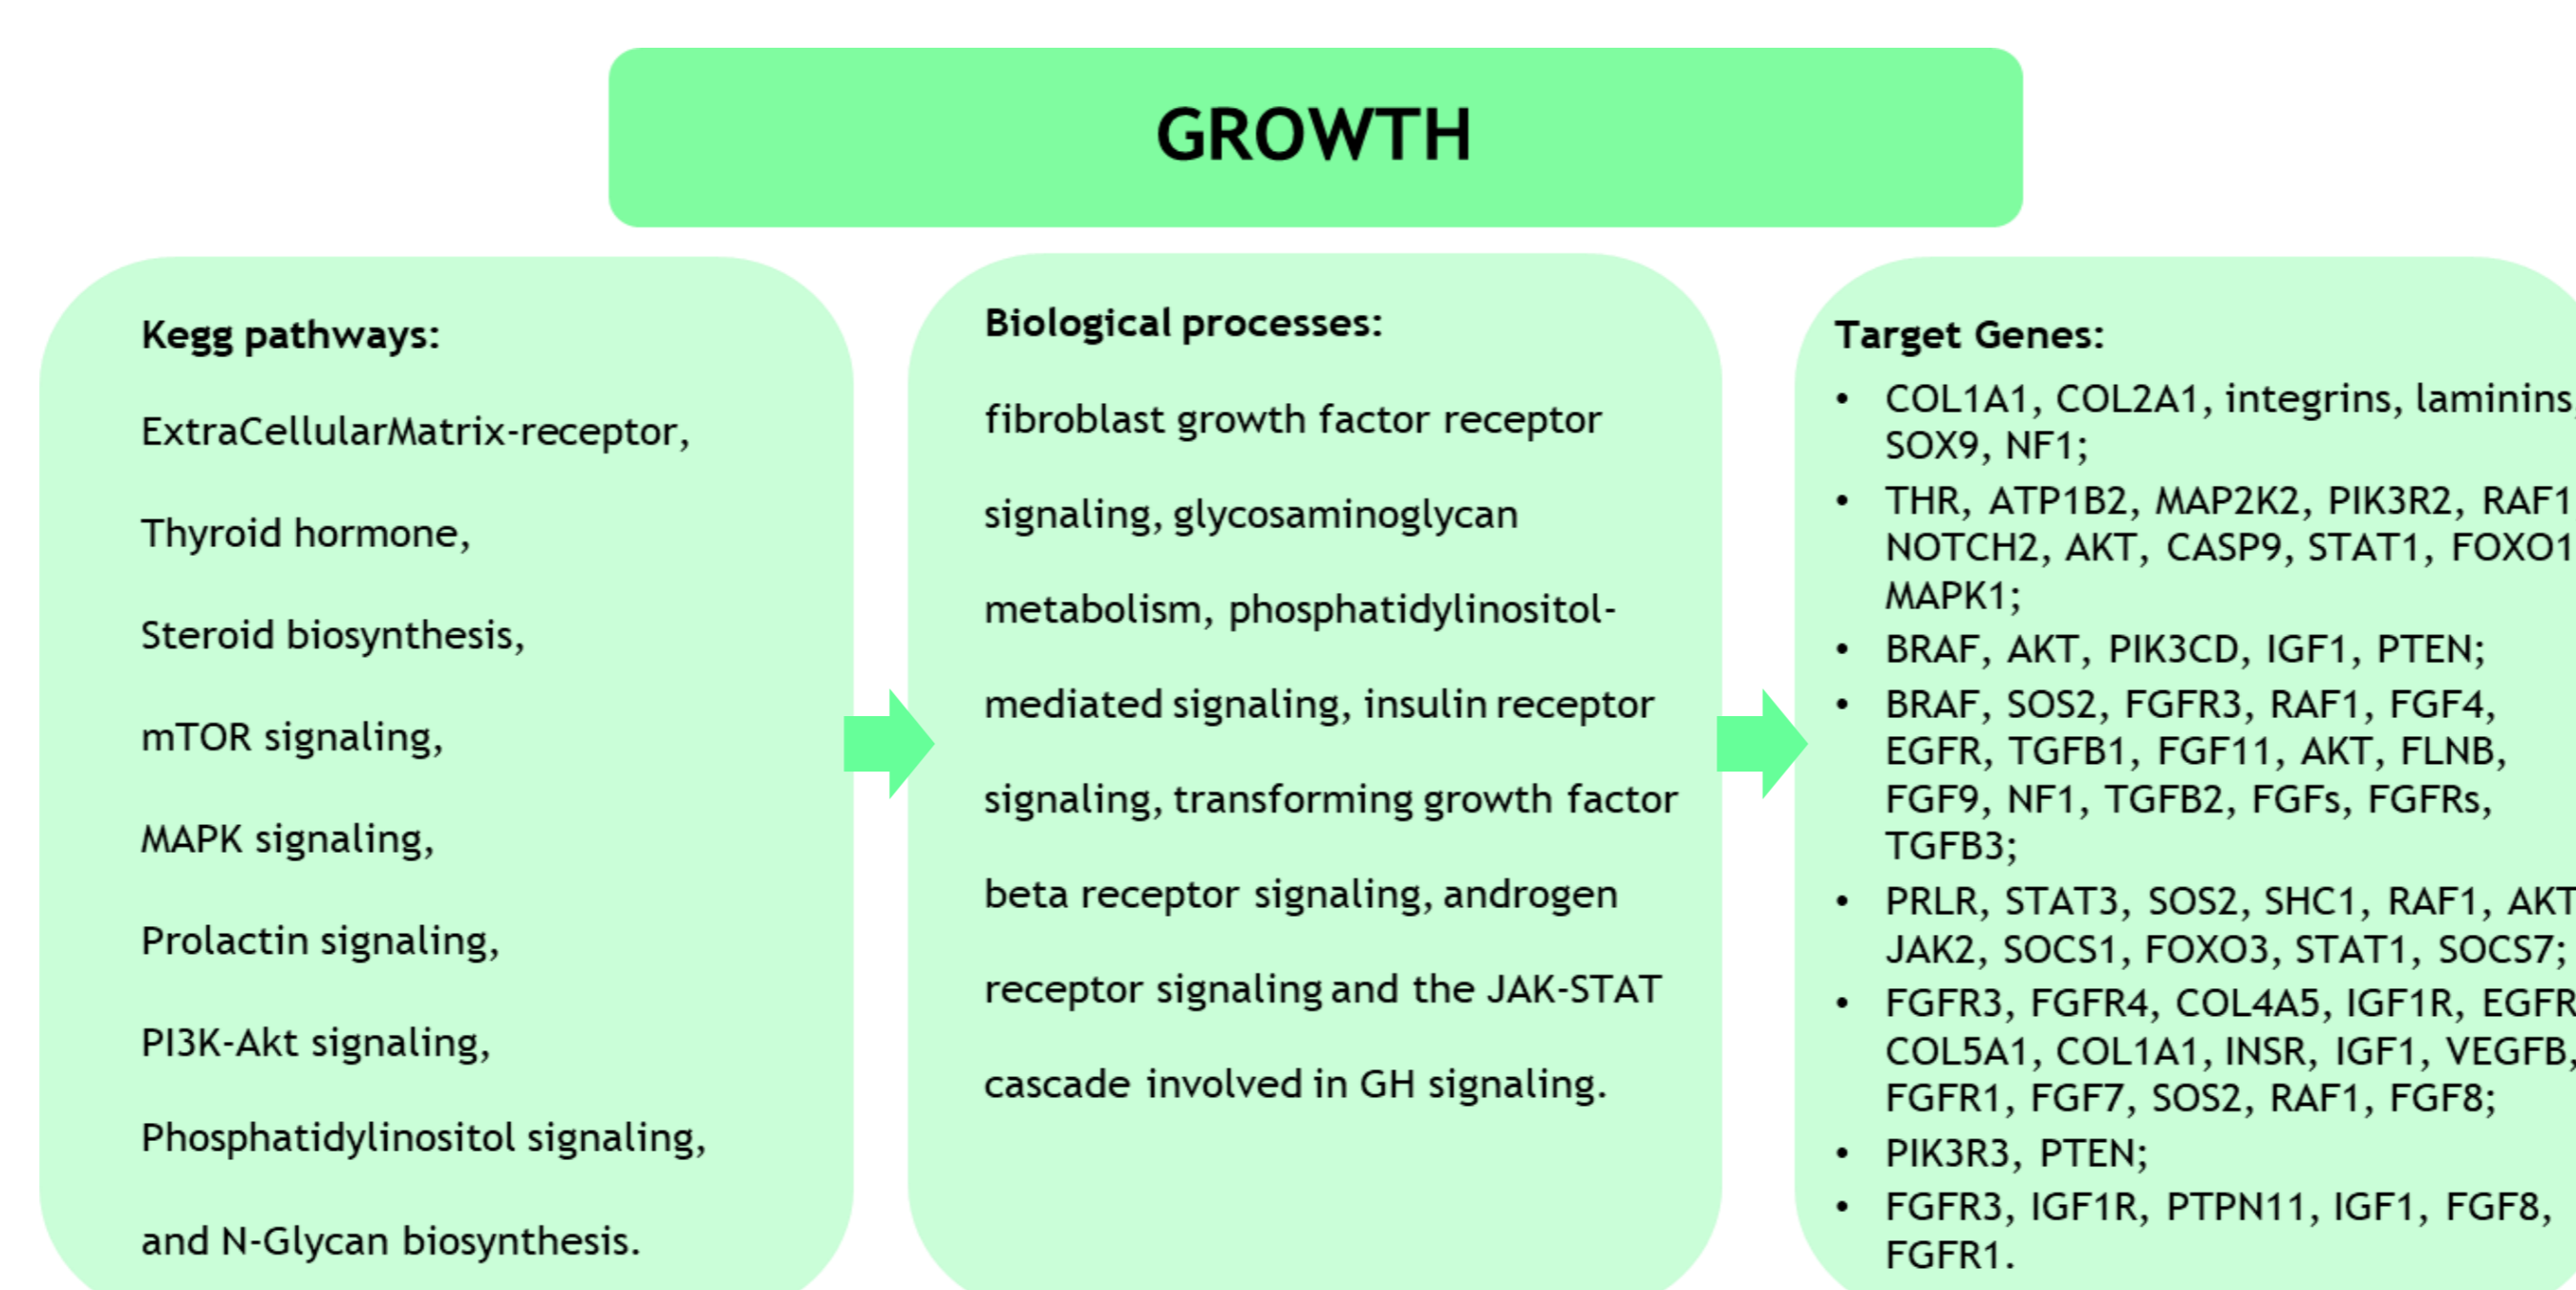 GROWTH
Kegg pathways:
ExtraCellularMatrix-receptor,
Thyroid hormone,
Steroid biosynthesis,
mTOR signaling,
MAPK signaling,
Prolactin signaling,
PI3K-Akt signaling,
Phosphatidylinositol signaling,
and N-Glycan biosynthesis.
Biological processes:
fibroblast growth factor receptor
signaling, glycosaminoglycan
metabolism, phosphatidylinositol-
mediated signaling, insulin receptor
signaling, transforming growth factor
beta receptor signaling, androgen
receptor signaling and the JAK-STAT
cascade involved in GH signaling.
Target Genes:
• COL1A1, COL2A1, integrins, laminins,
SOX9, NF1;
• THR, ATP1B2, MAP2K2, PIK3R2, RAF1
NOTCH2, AKT, CASP9, STAT1, FOXO1
MAPK1;
• BRAF, AKT, PIK3CD, IGF1, PTEN;
• BRAF, SOS2, FGFR3, RAF1, FGF4,
EGFR, TGFB1, FGF11, AKT, FLNB,
FGF9, NF1, TGFB2, FGFs, FGFRs,
TGFB3;
• PRLR, STAT3, SOS2, SHC1, RAF1, AKT
JAK2, SOCS1, FOXO3, STAT1, SOCS7;
• FGFR3, FGFR4, COL4A5, IGF1R, EGFR
COL5A1, COL1A1, INSR, IGF1, VEGFB,
FGFR1, FGF7, SOS2, RAF1, FGF8;
• PIK3R3, PTEN;
• FGFR3, IGF1R, PTPN11, IGF1, FGF8,
FGFR1.